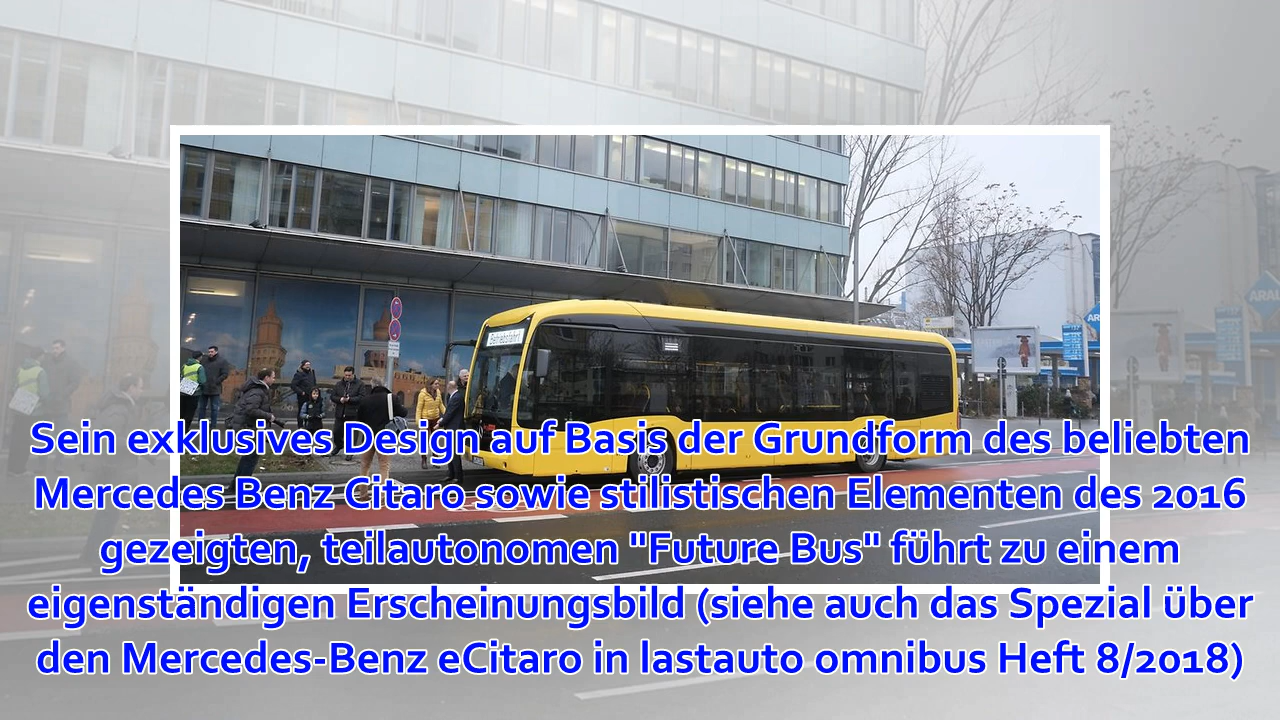 Betriebsfahrt
ARAL
Sein exklusives Design auf Basis der Grundform des beliebten
Mercedes Benz Citaro sowie stilistischen Elementen des 2016
gezeigten, teilautonomen "Future Bus" führt zu einem
eigenständigen Erscheinungsbild (siehe auch das Spezial über
den Mercedes-Benz eCitaro in lastauto omnibus Heft 8/2018)